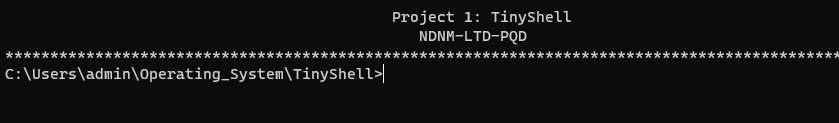 Project 1: TinyShell
NDNM-LTD-PQD
*********************************************************************************************
C:\Users\admin\Operating_System\TinyShell>